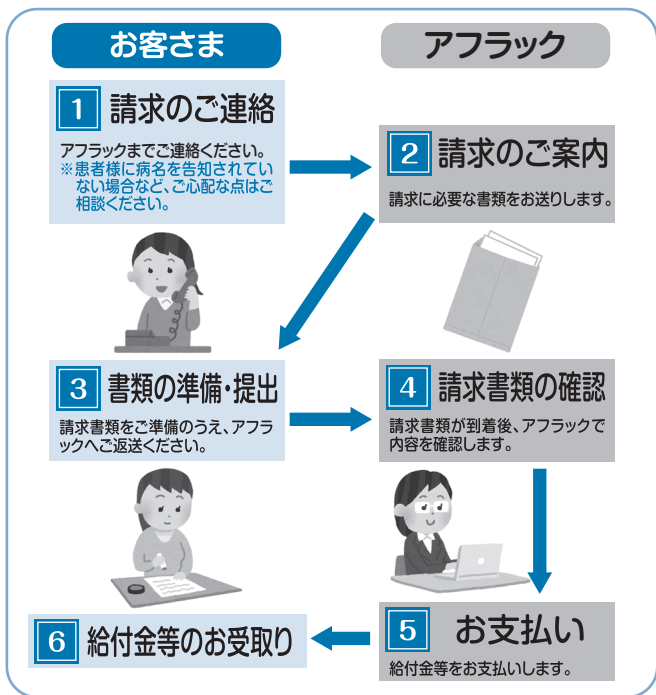 お客さま
アフラック
1 請求のご連絡
アフラックまでご連絡ください。
※患者様に病名を告知されてい
ない場合など、ご心配な点はご
相談ください。
2 請求のご案内
請求に必要な書類をお送りします。
3 書類の準備・提出
請求書類をご準備のうえ、アフラ
ックへご返送ください。
4 請求書類の確認
請求書類が到着後、アフラックで
内容を確認します。
5 お支払い
給付金等をお支払いします。
6 給付金等のお受取り